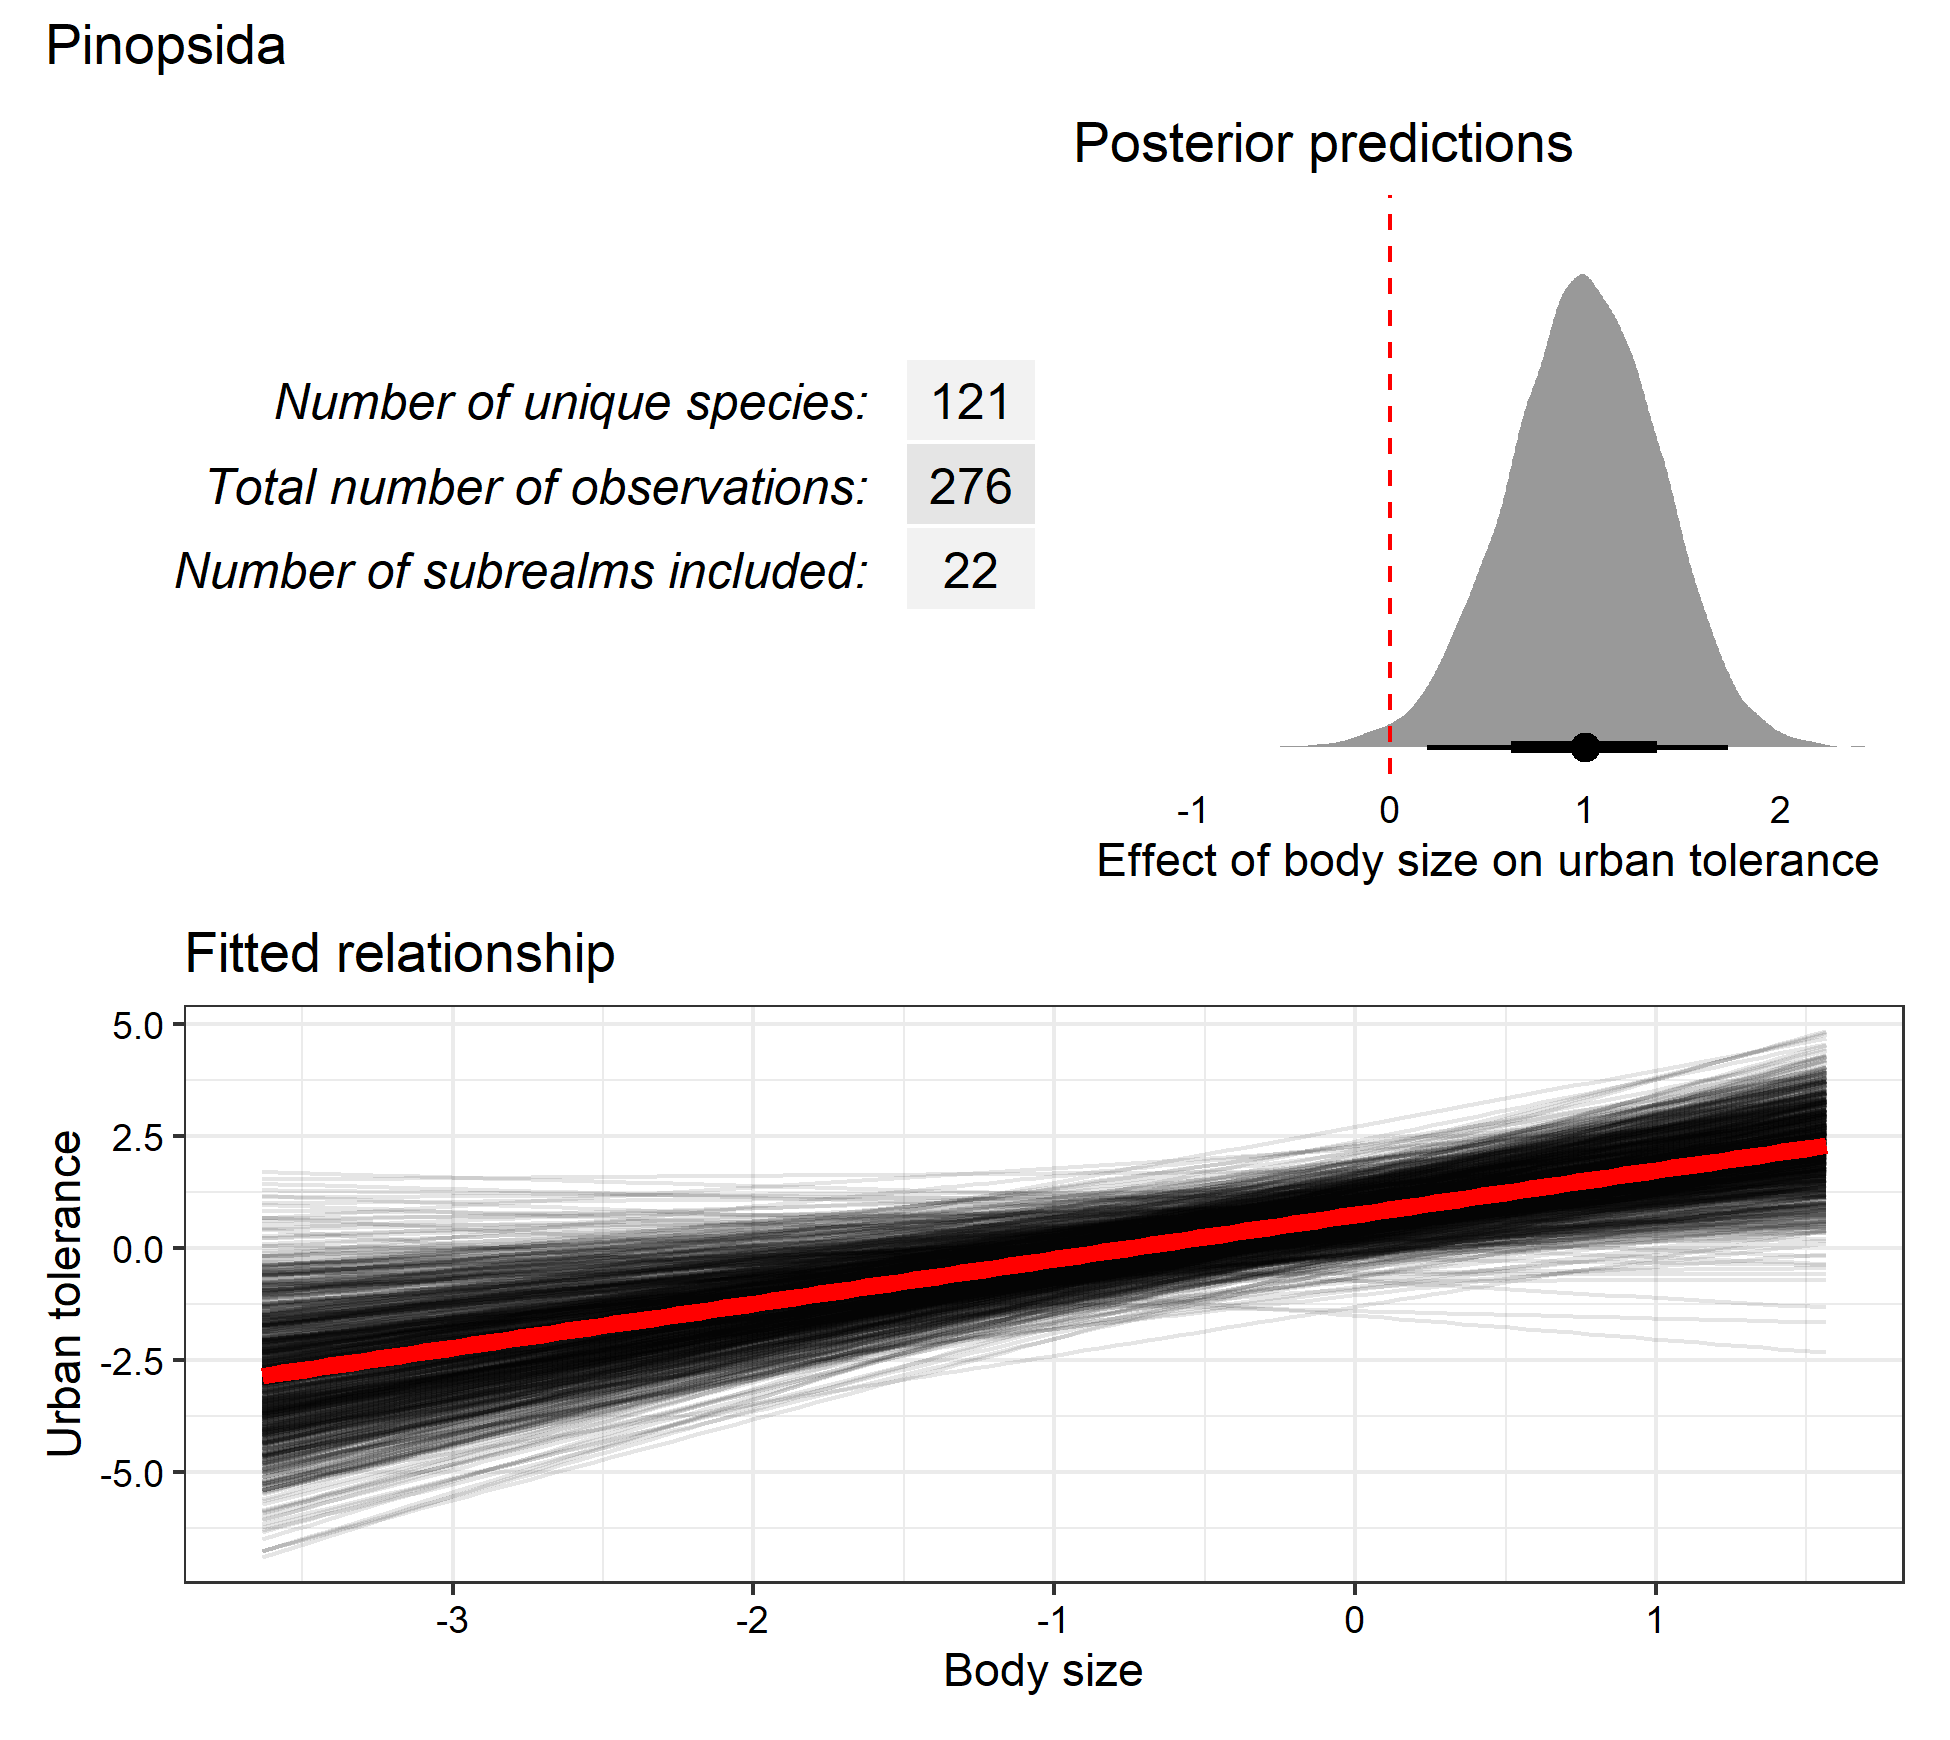 Pinopsida
Posterior predictions
Number of unique species: 121
Total number of observations: 276
Number of subrealms included: 22
-1 0 1 2
Effect of body size on urban tolerance
Fitted relationship
5.0
2.5
0.0
-2.5
-5.0
Urban tolerance
-3 -2 -1 0 1
Body size